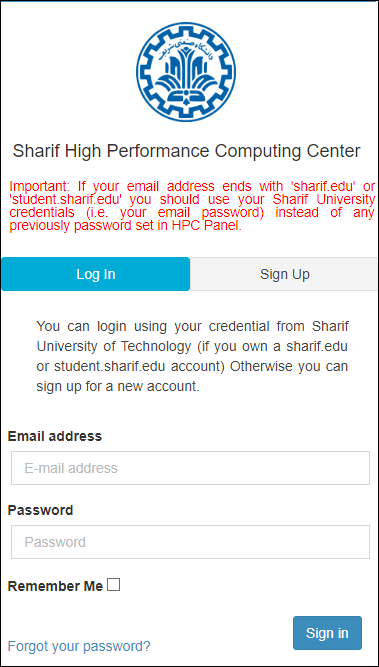 دانشگاه صنعتی شریف
Sharif High Performance Computing Center
Important: If your email address ends with 'sharif.edu' or
'student.sharif.edu' you should use your Sharif University
credentials (i.e. your email password) instead of any
previously password set in HPC Panel.
Log In Sign Up
You can login using your credential from Sharif
University of Technology (if you own a sharif.edu
or student.sharif.edu account) Otherwise you can
sign up for a new account.
Email address
E-mail address
Password
Password
Remember Me
Sign in
Forgot your password?